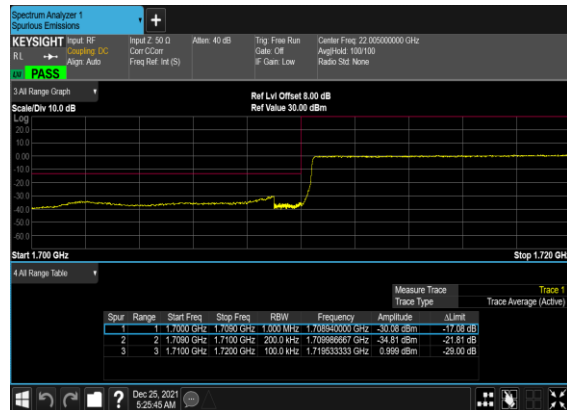 Spectrum Analyzer 1
Spurious Emissions
+
KEYSIGHT Input: RF Input Z: 50 Ω Atten: 40 dB Trig: Free Run Center Freq: 22.005000000 GHz
RL Coupling: DC Corr CCorr Gate: Off Avg|Hold: 100/100
Align: Auto Freq Ref: Int (S) IF Gain: Low Radio Std: None
PASS
3 All Range Graph Ref Lvl Offset 8.00 dB
Scale/Div 10.0 dB Ref Value 30.00 dBm
Log
20.0
10.0
0.00
-10.0
-20.0
-30.0
-40.0
-50.0
-60.0
Start 1.700 GHz Stop 1.720 GHz
4 All Range Table
Measure Trace Trace 1
Trace Type Trace Average (Active)
Spur Range Start Freq Stop Freq RBW Frequency Amplitude ΔLimit
1 1 1.7000 GHz 1.7090 GHz 1.000 MHz 1.708940000 GHz -30.08 dBm -17.08 dB
2 2 1.7090 GHz 1.7100 GHz 200.0 kHz 1.709986667 GHz -34.81 dBm -21.81 dB
3 3 1.7100 GHz 1.7200 GHz 100.0 kHz 1.719533333 GHz 0.999 dBm -29.00 dB
? Dec 25, 2021
5:25:45 AM